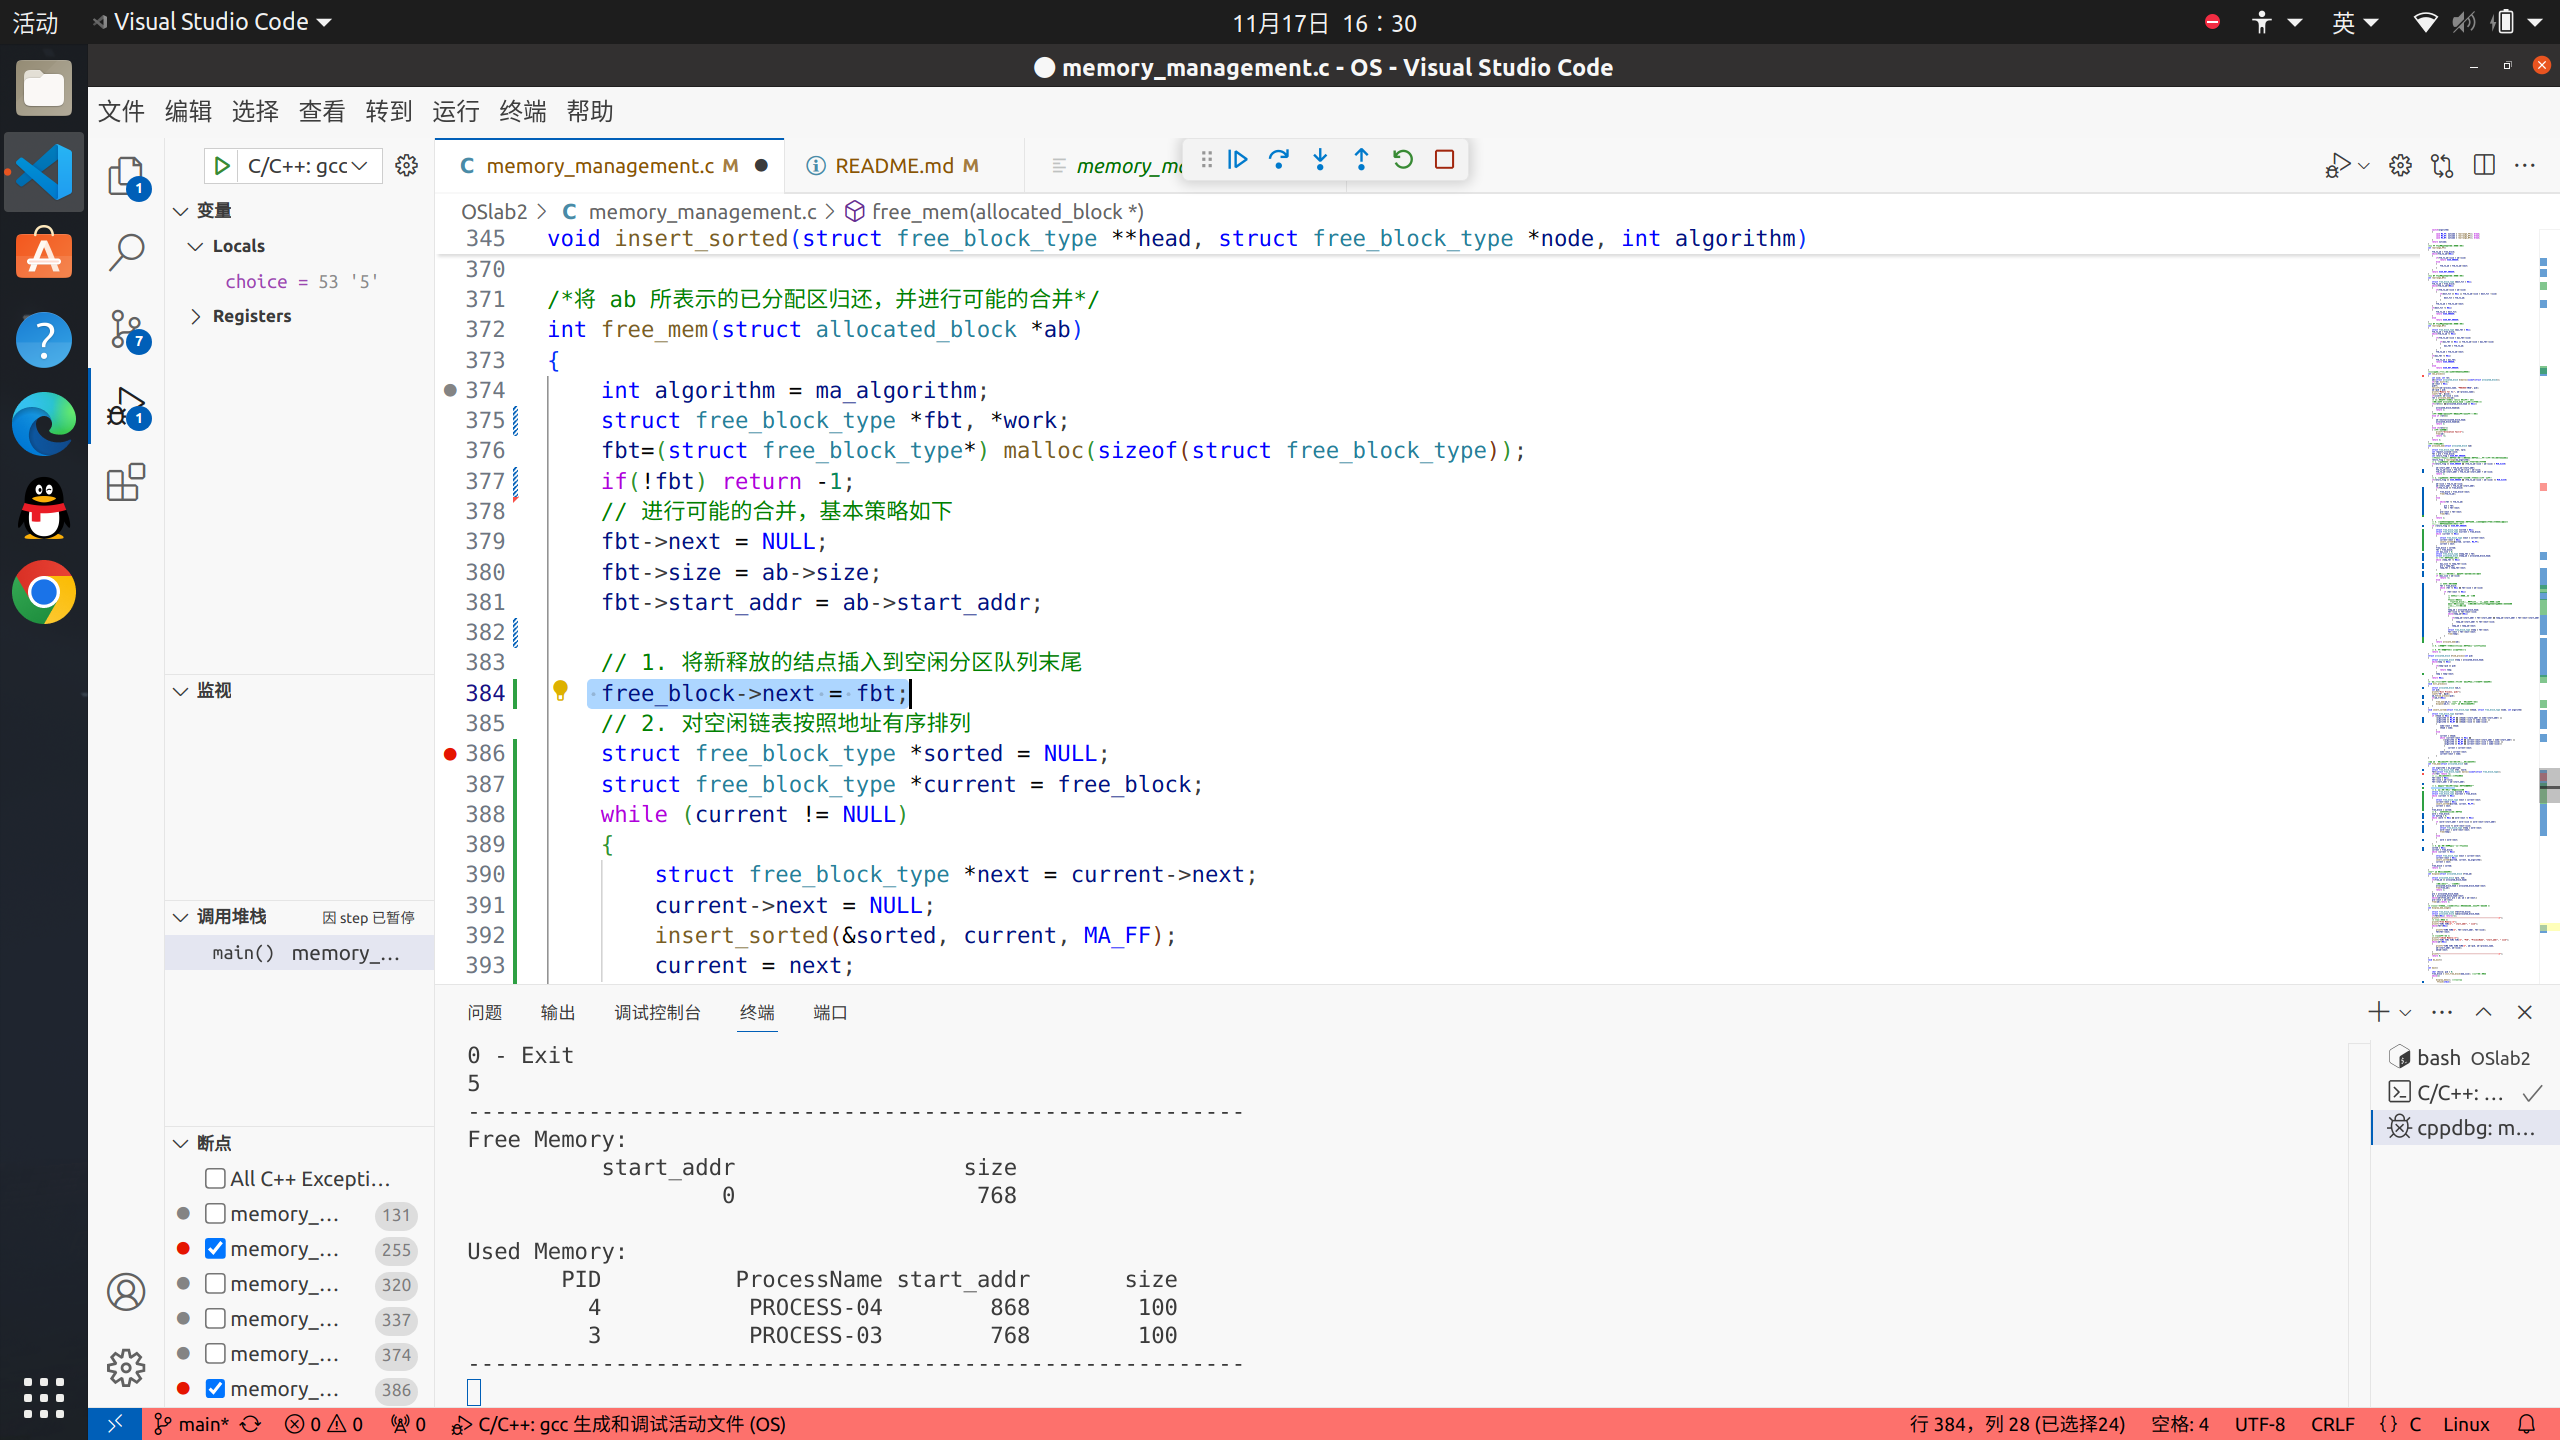 活动
Visual Studio Code
11月17日 16：30
英
memory_management.c - OS - Visual Studio Code
文件 编辑 选择 查看 转到 运行 终端 帮助
C/C++: gcc
C memory_management.c M
README.md M
memory_m
OSlab2 > C memory_management.c > free_mem(allocated_block *)
1
7
1
变量
Locals
choice = 53 '5'
Registers
监视
调用堆栈 因 step 已暂停
main() memory_...
断点
All C++ Excepti...
memory_... 131
memory_... 255
memory_... 320
memory_... 337
memory_... 374
memory_... 386
345 void insert_sorted(struct free_block_type **head, struct free_block_type *node, int algorithm)
370
371 /*将 ab 所表示的已分配区归还，并进行可能的合并*/
372 int free_mem(struct allocated_block *ab)
373 {
374 int algorithm = ma_algorithm;
375 struct free_block_type *fbt, *work;
376 fbt=(struct free_block_type*) malloc(sizeof(struct free_block_type));
377 if(!fbt) return -1;
378 // 进行可能的合并，基本策略如下
379 fbt->next = NULL;
380 fbt->size = ab->size;
381 fbt->start_addr = ab->start_addr;
382
383 // 1. 将新释放的结点插入到空闲分区队列末尾
384 free_block->next = fbt;
385 // 2. 对空闲链表按照地址有序排列
386 struct free_block_type *sorted = NULL;
387 struct free_block_type *current = free_block;
388 while (current != NULL)
389 {
390 struct free_block_type *next = current->next;
391 current->next = NULL;
392 insert_sorted(&sorted, current, MA_FF);
393 current = next;
问题 输出 调试控制台 终端 端口
0 - Exit
5
----------------------------------------------------------
Free Memory:
start_addr size
0 768
Used Memory:
PID ProcessName start_addr size
4 PROCESS-04 868 100
3 PROCESS-03 768 100
----------------------------------------------------------
bash OSlab2
C/C++: ...
cppdbg: m...
main* 0 0 0 C/C++: gcc 生成和调试活动文件 (OS)
行 384，列 28 (已选择24) 空格: 4 UTF-8 CRLF {} C Linux